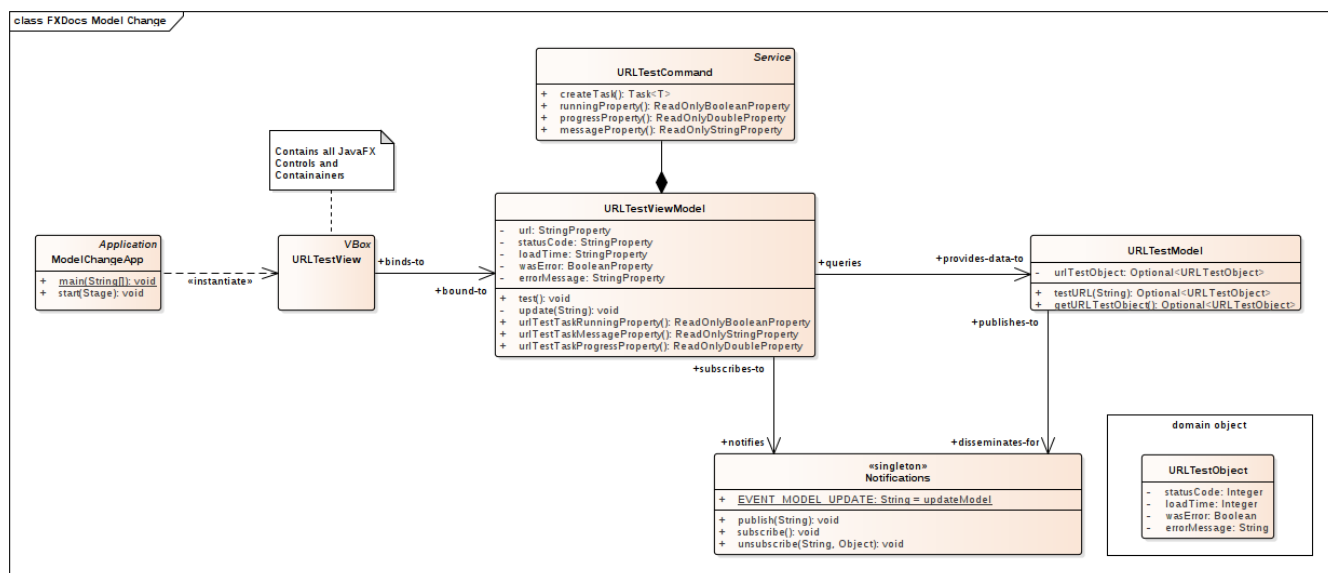 class FXDocs Model Change
Service
URLTestCommand
+ createTask(): Task<T>
+ runningProperty(): ReadOnlyBooleanProperty
+ progressProperty(): ReadOnlyDoubleProperty
+ messageProperty(): ReadOnlyStringProperty
Contains all JavaFX
Controls and
Containainers
Application
ModelChangeApp
+ main(String[]): void
+ start(Stage): void
«instantiate»
VBox
URLTestView
+binds-to
+bound-to
URLTestViewModel
- url: StringProperty
- statusCode: StringProperty
- loadTime: StringProperty
- wasError: BooleanProperty
- errorMessage: StringProperty
+ test(): void
- update(String): void
+ urlTestTaskRunningProperty(): ReadOnlyBooleanProperty
+ urlTestTaskMessageProperty(): ReadOnlyStringProperty
+ urlTestTaskProgressProperty(): ReadOnlyDoubleProperty
+queries
+provides-data-to
URLTestModel
- urlTestObject: Optional<URLTestObject>
+ testURL(String): Optional<URLTestObject>
+ getURLTestObject(): Optional<URLTestObject>
+subscribes-to
+publishes-to
+notifies
+disseminates-for
«singleton»
Notifications
+ EVENT_MODEL_UPDATE: String = updateModel
+ publish(String): void
+ subscribe(): void
+ unsubscribe(String, Object): void
domain object
URLTestObject
- statusCode: Integer
- loadTime: Integer
- wasError: Boolean
- errorMessage: String